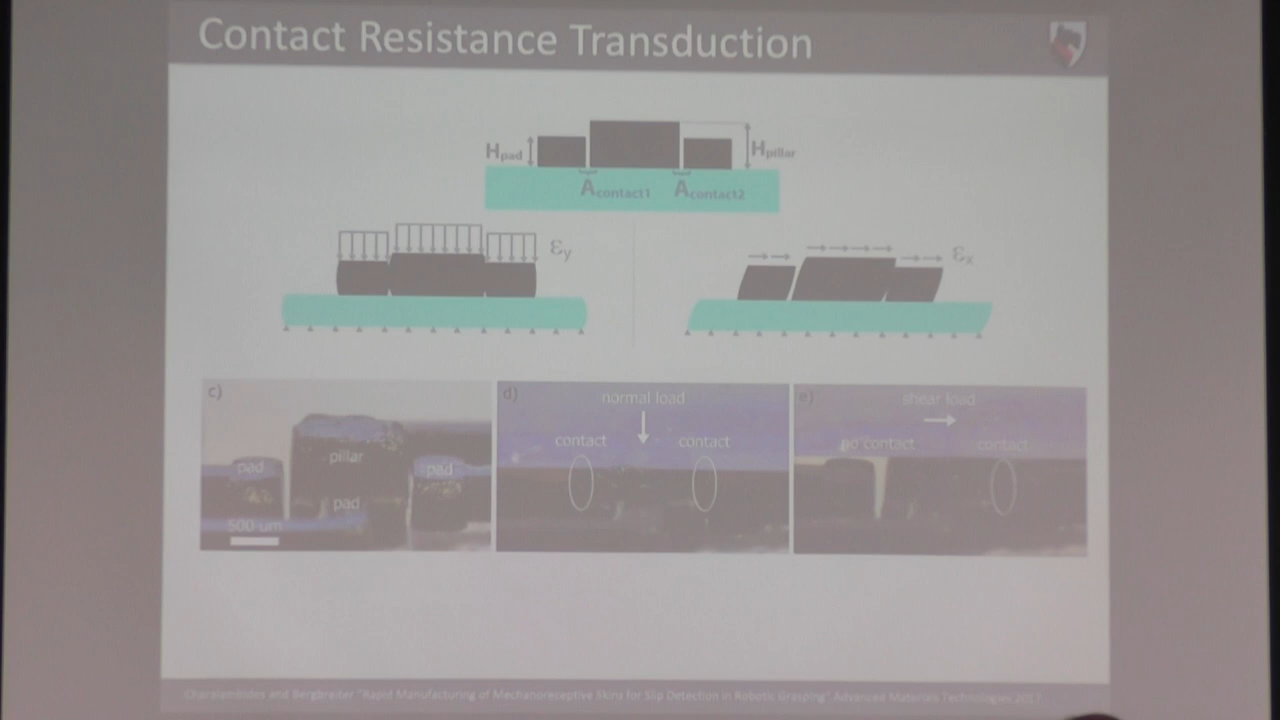 Contact Resistance Transduction
Hpad
Hpillar
Acontact1
Acontact2
εy
εx
c)
pad
pillar
pad
pad
500 um
d)
normal load
contact
contact
e)
shear load
no contact
contact
Charalambides and Bergbreiter "Rapid Manufacturing of Mechanoreceptive Skins for Slip Detection in Robotic Grasping" Advanced Materials Technologies 2017